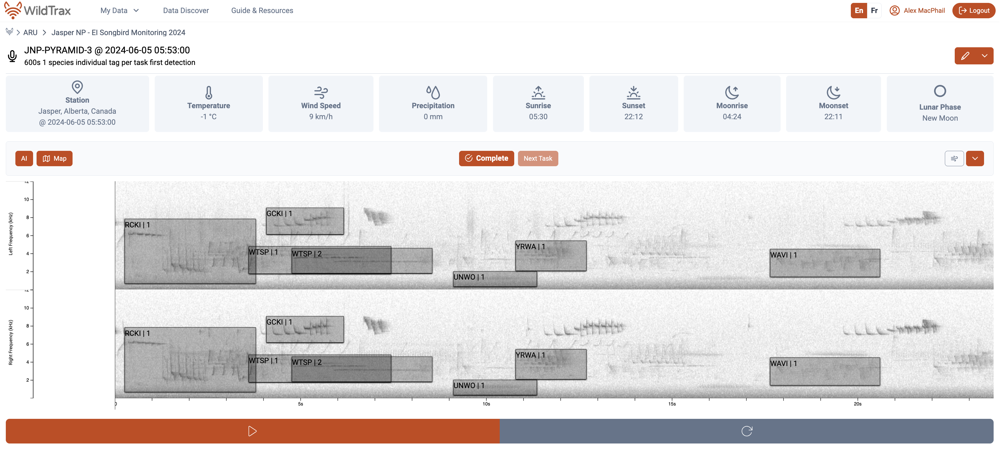 WildTrax
My Data
Data Discover
Guide & Resources
En
Fr
Alex MacPhail
Logout
ARU
Jasper NP - EI Songbird Monitoring 2024
JNP-PYRAMID-3 @ 2024-06-05 05:53:00
600s 1 species individual tag per task first detection
Station
Jasper, Alberta, Canada
@ 2024-06-05 05:53:00
Temperature
-1 °C
Wind Speed
9 km/h
Precipitation
0 mm
Sunrise
05:30
Sunset
22:12
Moonrise
04:24
Moonset
22:11
Lunar Phase
New Moon
AI
Map
Complete
Next Task
Left Frequency (kHz)
12
10
8
6
4
2
RCKI | 1
GCKI | 1
WTSP | 1
WTSP | 2
UNWO | 1
YRWA | 1
WAVI | 1
Right Frequency (kHz)
12
10
8
6
4
2
RCKI | 1
GCKI | 1
WTSP | 1
WTSP | 2
UNWO | 1
YRWA | 1
WAVI | 1
0
5s
10s
15s
20s